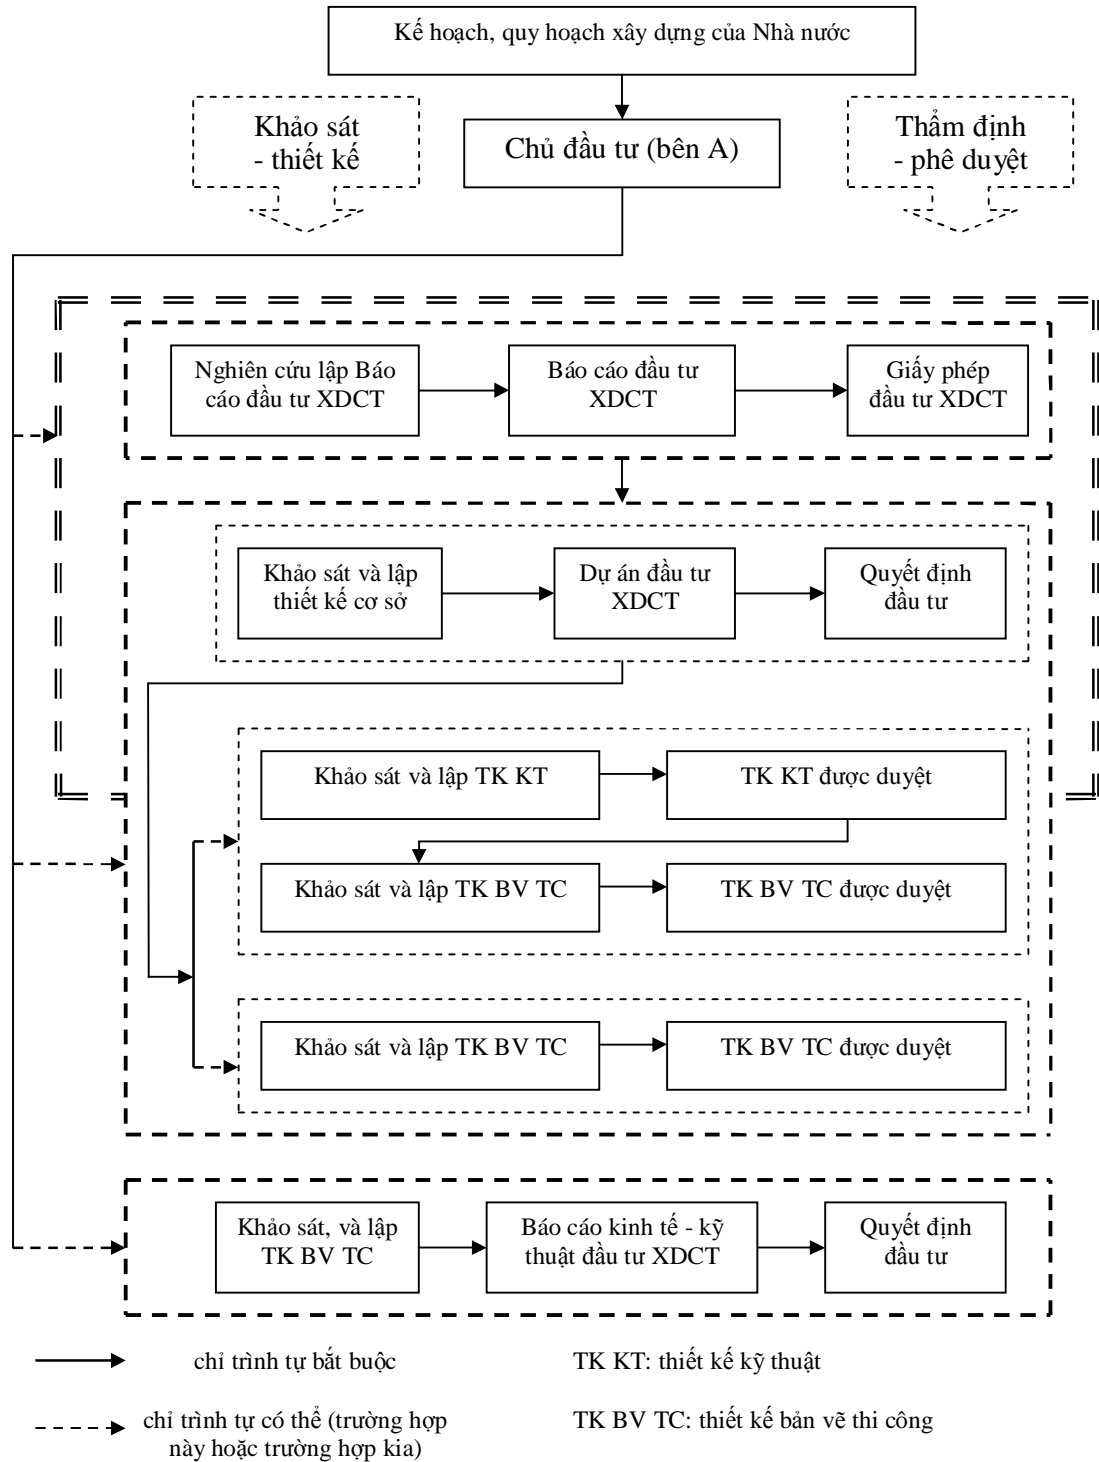 Kế hoạch, quy hoạch xây dựng của Nhà nước
Khảo sát
- thiết kế
Chủ đầu tư (bên A)
Thẩm định
- phê duyệt
Nghiên cứu lập Báo
cáo đầu tư XDCT
Báo cáo đầu tư
XDCT
Giấy phép
đầu tư XDCT
Khảo sát và lập
thiết kế cơ sở
Dự án đầu tư
XDCT
Quyết định
đầu tư
Khảo sát và lập TK KT
TK KT được duyệt
Khảo sát và lập TK BV TC
TK BV TC được duyệt
Khảo sát và lập TK BV TC
TK BV TC được duyệt
Khảo sát, và lập
TK BV TC
Báo cáo kinh tế - kỹ
thuật đầu tư XDCT
Quyết định
đầu tư
chỉ trình tự bắt buộc
TK KT: thiết kế kỹ thuật
chỉ trình tự có thể (trường hợp
này hoặc trường hợp kia)
TK BV TC: thiết kế bản vẽ thi công